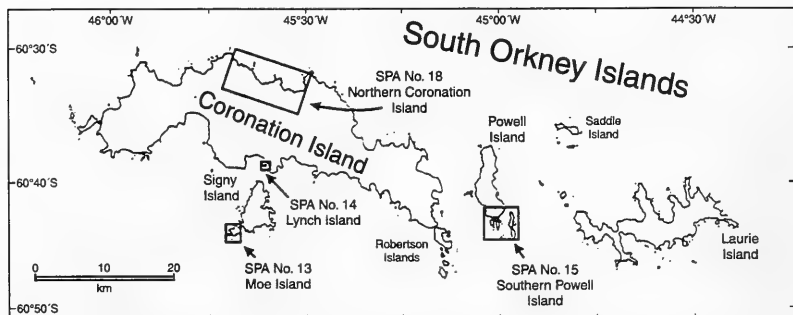 46°00'W
45°30'W
45°00'W
44°30'W
60°30'S
South Orkney Islands
SPA No. 18
Northern Coronation
Island
Coronation Island
Powell
Island
Saddle
Island
60°40'S
Signy
Island
SPA No. 14
Lynch Island
Robertson
Islands
Laurie
Island
SPA No. 13
Moe Island
SPA No. 15
Southern Powell
Island
0 10 20
km
60°50'S